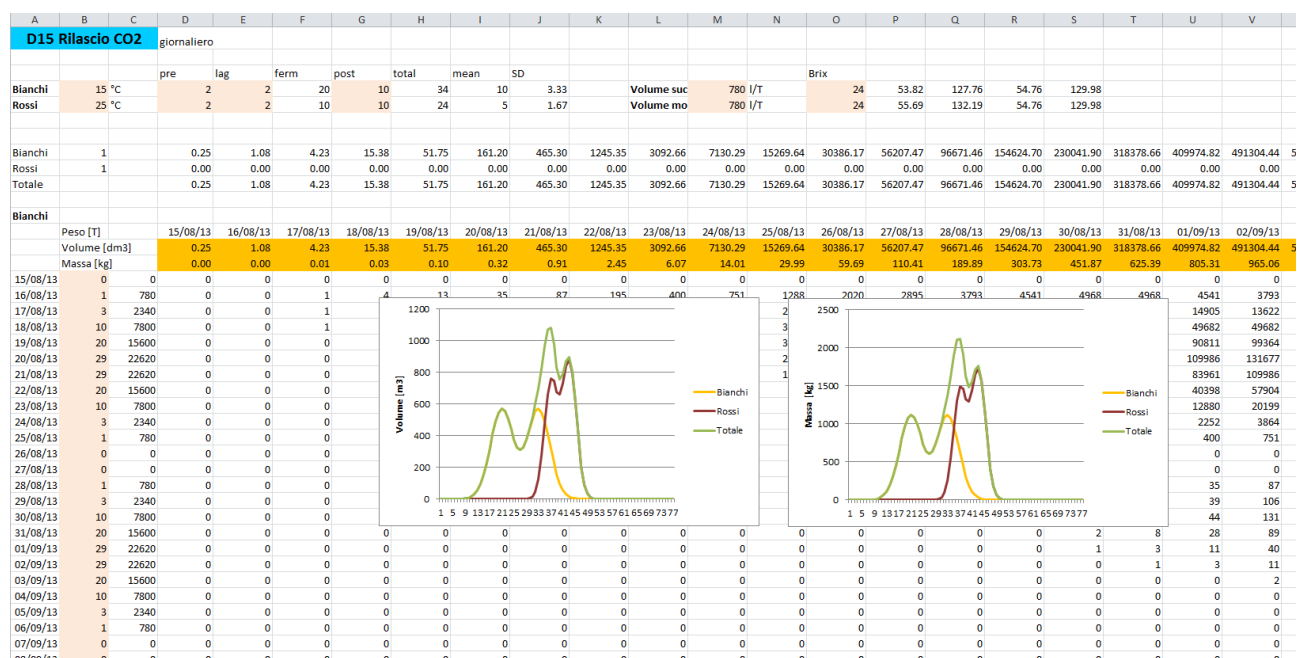 A B C D E F G H I J K L M N O P Q R S T U V
D15 Rilascio CO2 giornaliero
pre lag ferm post total mean SD Brix
Bianchi 15 °C 2 2 20 10 34 10 3.33 Volume suc 780 l/T 24 53.82 127.76 54.76 129.98
Rossi 25 °C 2 2 10 10 24 5 1.67 Volume mo 780 l/T 24 55.69 132.19 54.76 129.98
Bianchi 1 0.25 1.08 4.23 15.38 51.75 161.20 465.30 1245.35 3092.66 7130.29 15269.64 30386.17 56207.47 96671.46 154624.70 230041.90 318378.66 409974.82 491304.44 5
Rossi 1 0.00 0.00 0.00 0.00 0.00 0.00 0.00 0.00 0.00 0.00 0.00 0.00 0.00 0.00 0.00 0.00 0.00 0.00 0.00
Totale 0.25 1.08 4.23 15.38 51.75 161.20 465.30 1245.35 3092.66 7130.29 15269.64 30386.17 56207.47 96671.46 154624.70 230041.90 318378.66 409974.82 491304.44 5
Bianchi
Peso [T] 15/08/13 16/08/13 17/08/13 18/08/13 19/08/13 20/08/13 21/08/13 22/08/13 23/08/13 24/08/13 25/08/13 26/08/13 27/08/13 28/08/13 29/08/13 30/08/13 31/08/13 01/09/13 02/09/13
Volume [dm3] 0.25 1.08 4.23 15.38 51.75 161.20 465.30 1245.35 3092.66 7130.29 15269.64 30386.17 56207.47 96671.46 154624.70 230041.90 318378.66 409974.82 491304.44 5
Massa [kg] 0.00 0.00 0.01 0.03 0.10 0.32 0.91 2.45 6.07 14.01 29.99 59.69 110.41 189.89 303.73 451.87 625.39 805.31 965.06
15/08/13 0 0 0 0 0 0 0 0 0 0 0 0 0 0 0 0 0 0 0 0 0
16/08/13 1 780 0 0 1 4 13 35 87 195 400 751 1288 2020 2895 3793 4541 4968 4968 4541 3793
17/08/13 3 2340 0 0 1 2 14905 13622
18/08/13 10 7800 0 0 1 3 49682 49682
19/08/13 20 15600 0 0 0 3 90811 99364
20/08/13 29 22620 0 0 0 2 109986 131677
21/08/13 29 22620 0 0 0 1 83961 109986
22/08/13 20 15600 0 0 0 40398 57904
23/08/13 10 7800 0 0 0 12880 20199
24/08/13 3 2340 0 0 0 2252 3864
25/08/13 1 780 0 0 0 400 751
26/08/13 0 0 0 0 0 0 0
27/08/13 0 0 0 0 0 0 0
28/08/13 1 780 0 0 0 35 87
29/08/13 3 2340 0 0 0 39 106
30/08/13 10 7800 0 0 0 44 131
31/08/13 20 15600 0 0 0 0 0 0 0 0 0 0 0 0 0 0 0 2 8 28 89
01/09/13 29 22620 0 0 0 0 0 0 0 0 0 0 0 0 0 0 0 1 3 11 40
02/09/13 29 22620 0 0 0 0 0 0 0 0 0 0 0 0 0 0 0 0 1 3 11
03/09/13 20 15600 0 0 0 0 0 0 0 0 0 0 0 0 0 0 0 0 0 0 2
04/09/13 10 7800 0 0 0 0 0 0 0 0 0 0 0 0 0 0 0 0 0 0 0
05/09/13 3 2340 0 0 0 0 0 0 0 0 0 0 0 0 0 0 0 0 0 0 0
06/09/13 1 780 0 0 0 0 0 0 0 0 0 0 0 0 0 0 0 0 0 0 0
07/09/13 0 0 0 0 0 0 0 0 0 0 0 0 0 0 0 0 0 0 0 0 0
1200
1000
800
600
400
200
0
Volume [m3]
1 5 9 13 17 21 25 29 33 37 41 45 49 53 57 61 65 69 73 77
Bianchi
Rossi
Totale
2500
2000
1500
1000
500
0
Massa [kg]
1 5 9 13 17 21 25 29 33 37 41 45 49 53 57 61 65 69 73 77
Bianchi
Rossi
Totale